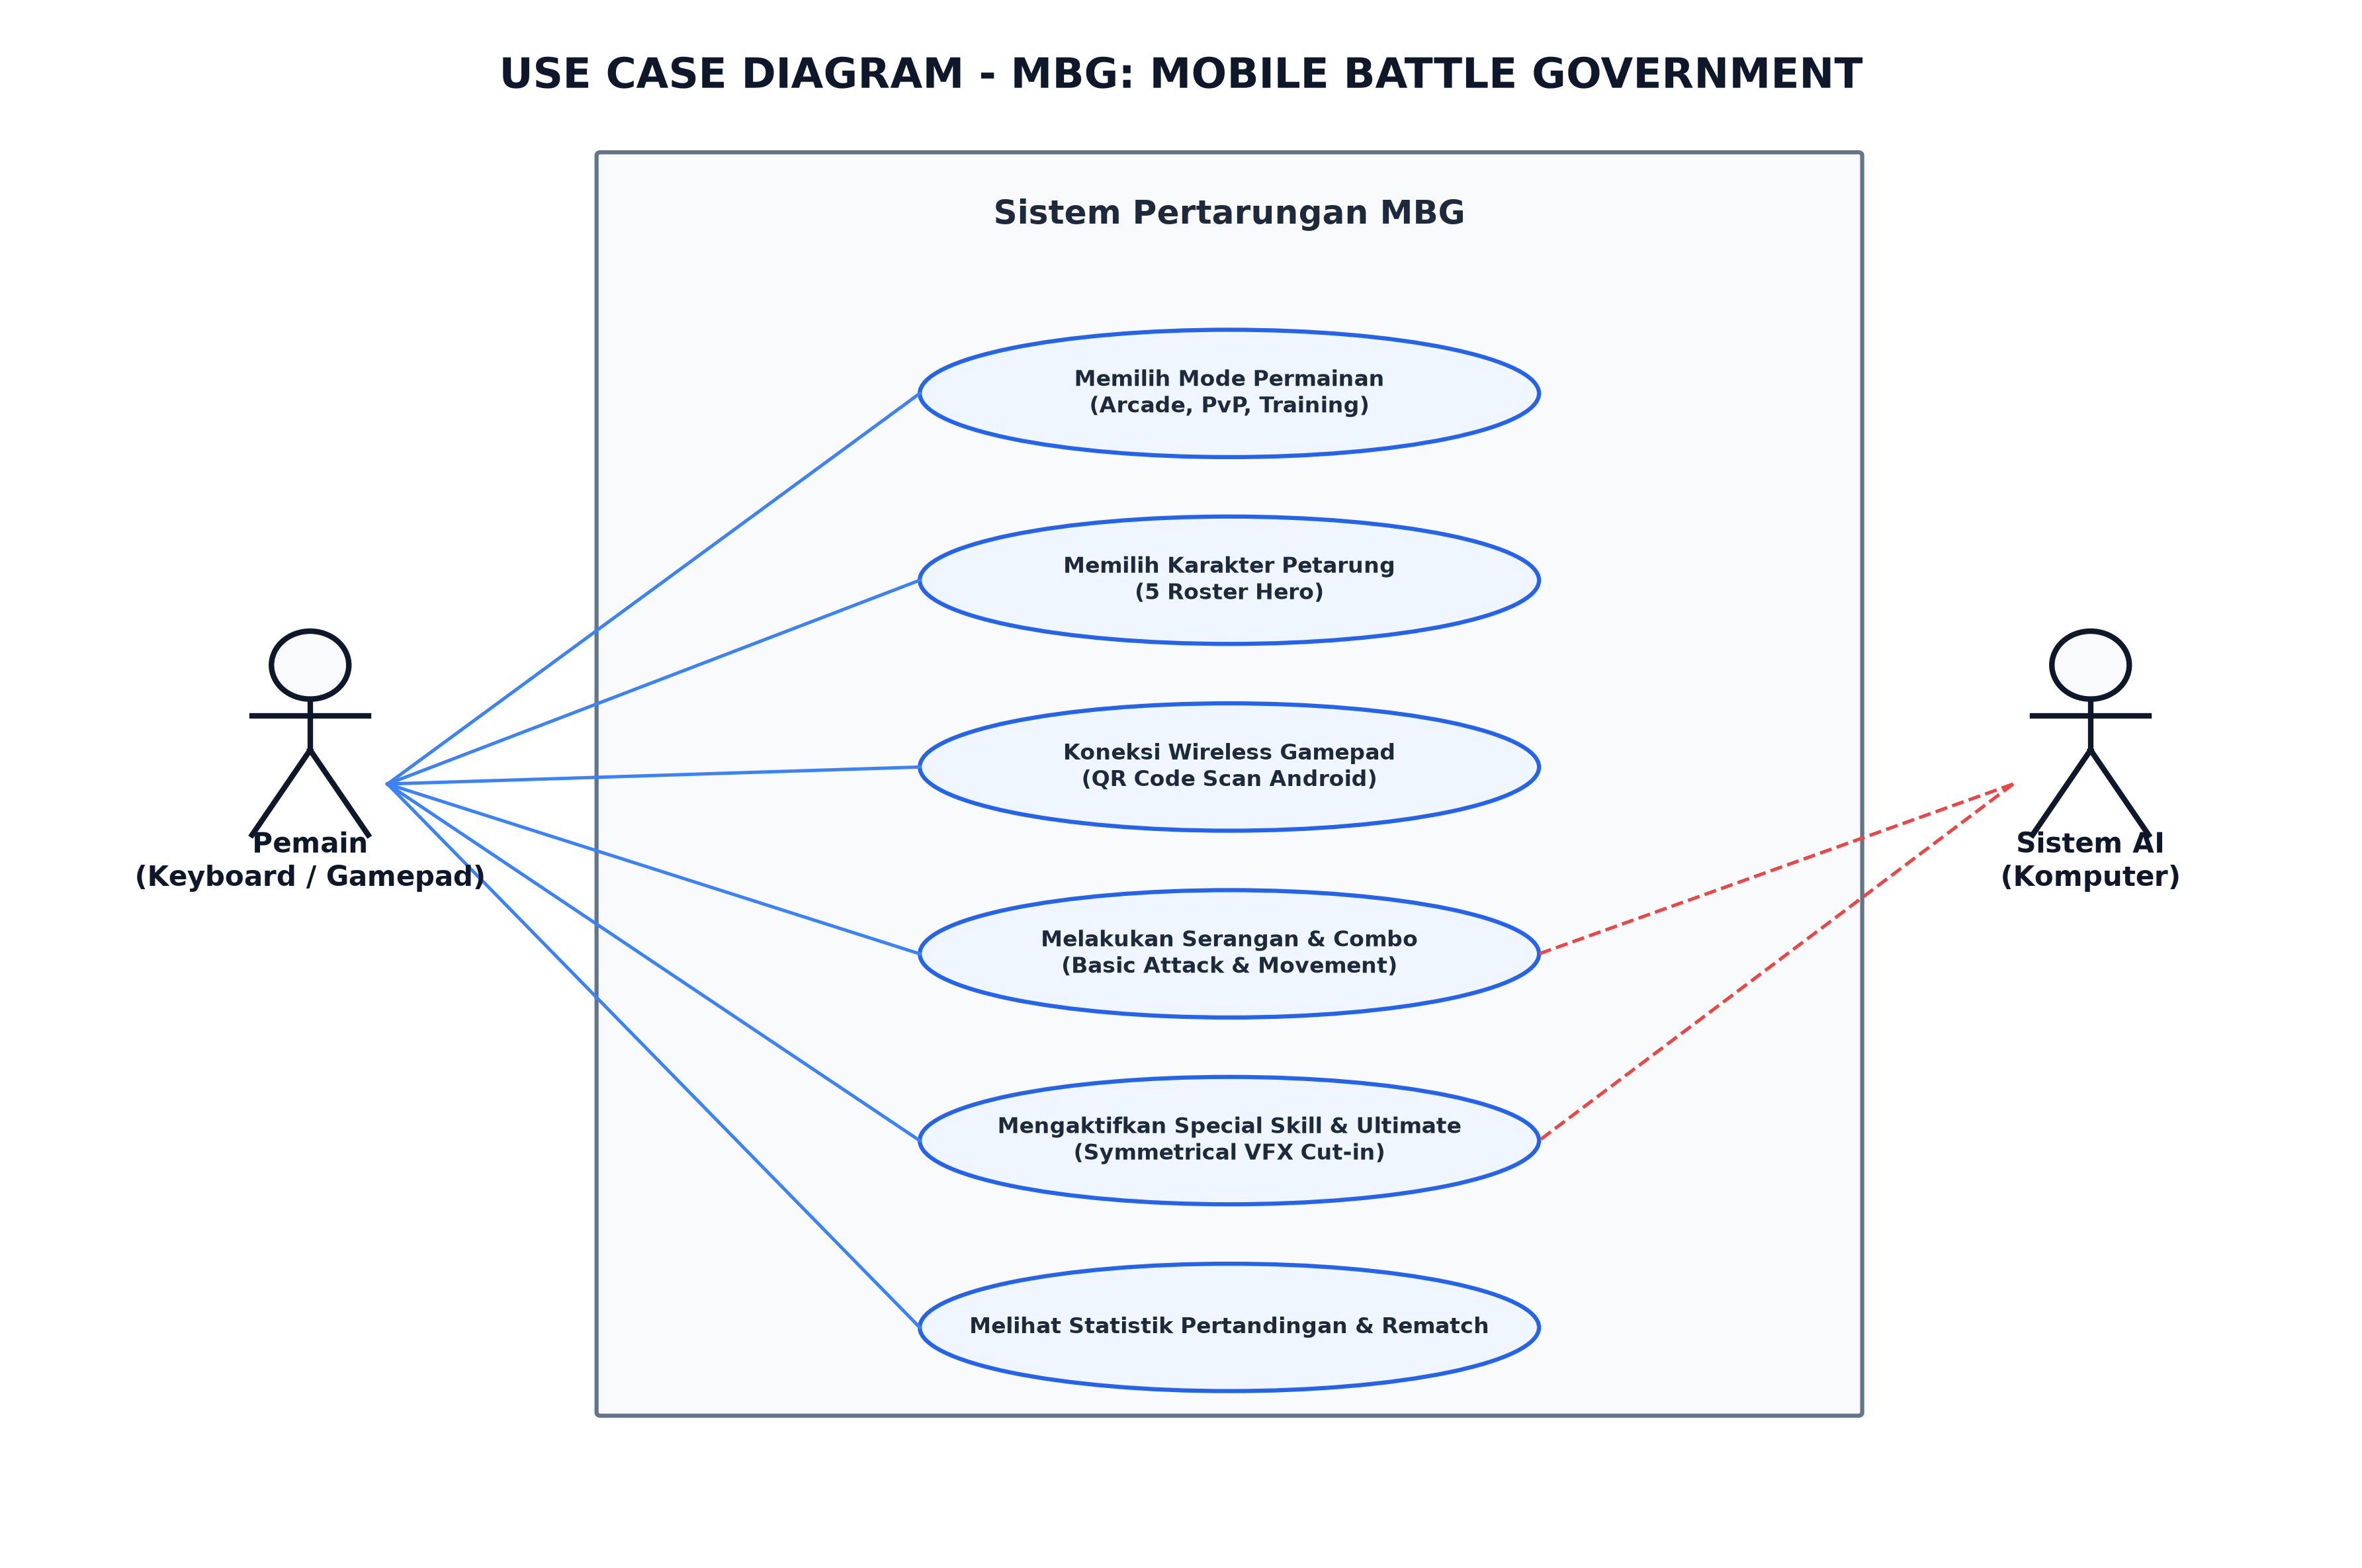 USE CASE DIAGRAM - MBG: MOBILE BATTLE GOVERNMENT
Sistem Pertarungan MBG
Memilih Mode Permainan
(Arcade, PvP, Training)
Memilih Karakter Petarung
(5 Roster Hero)
Koneksi Wireless Gamepad
(QR Code Scan Android)
Pemain
(Keyboard / Gamepad)
Sistem AI
(Komputer)
Melakukan Serangan & Combo
(Basic Attack & Movement)
Mengaktifkan Special Skill & Ultimate
(Symmetrical VFX Cut-in)
Melihat Statistik Pertandingan & Rematch